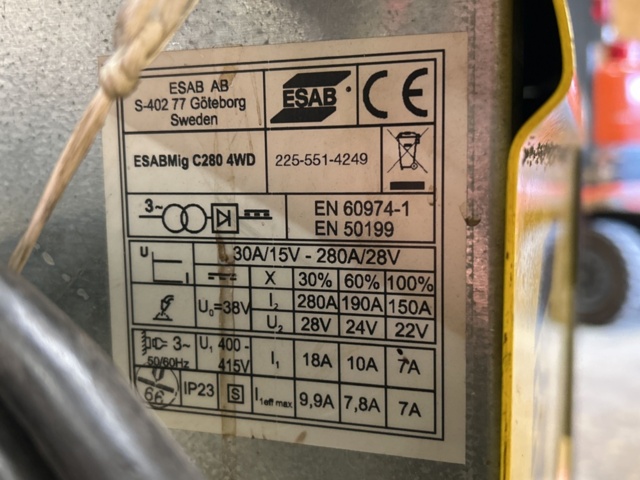 ESAB AB
S-402 77 Göteborg
Sweden
ESAB
CE
ESABMig C280 4WD
225-551-4249
3~
EN 60974-1
EN 50199
U
I
30A/15V - 280A/28V
X 30% 60% 100%
U₀=38V I₂ 280A 190A 150A
U₂ 28V 24V 22V
3~ 50/60Hz U₁ 400-415V I₁ 18A 10A 7A
66 IP23 S I1eff max 9,9A 7,8A 7A